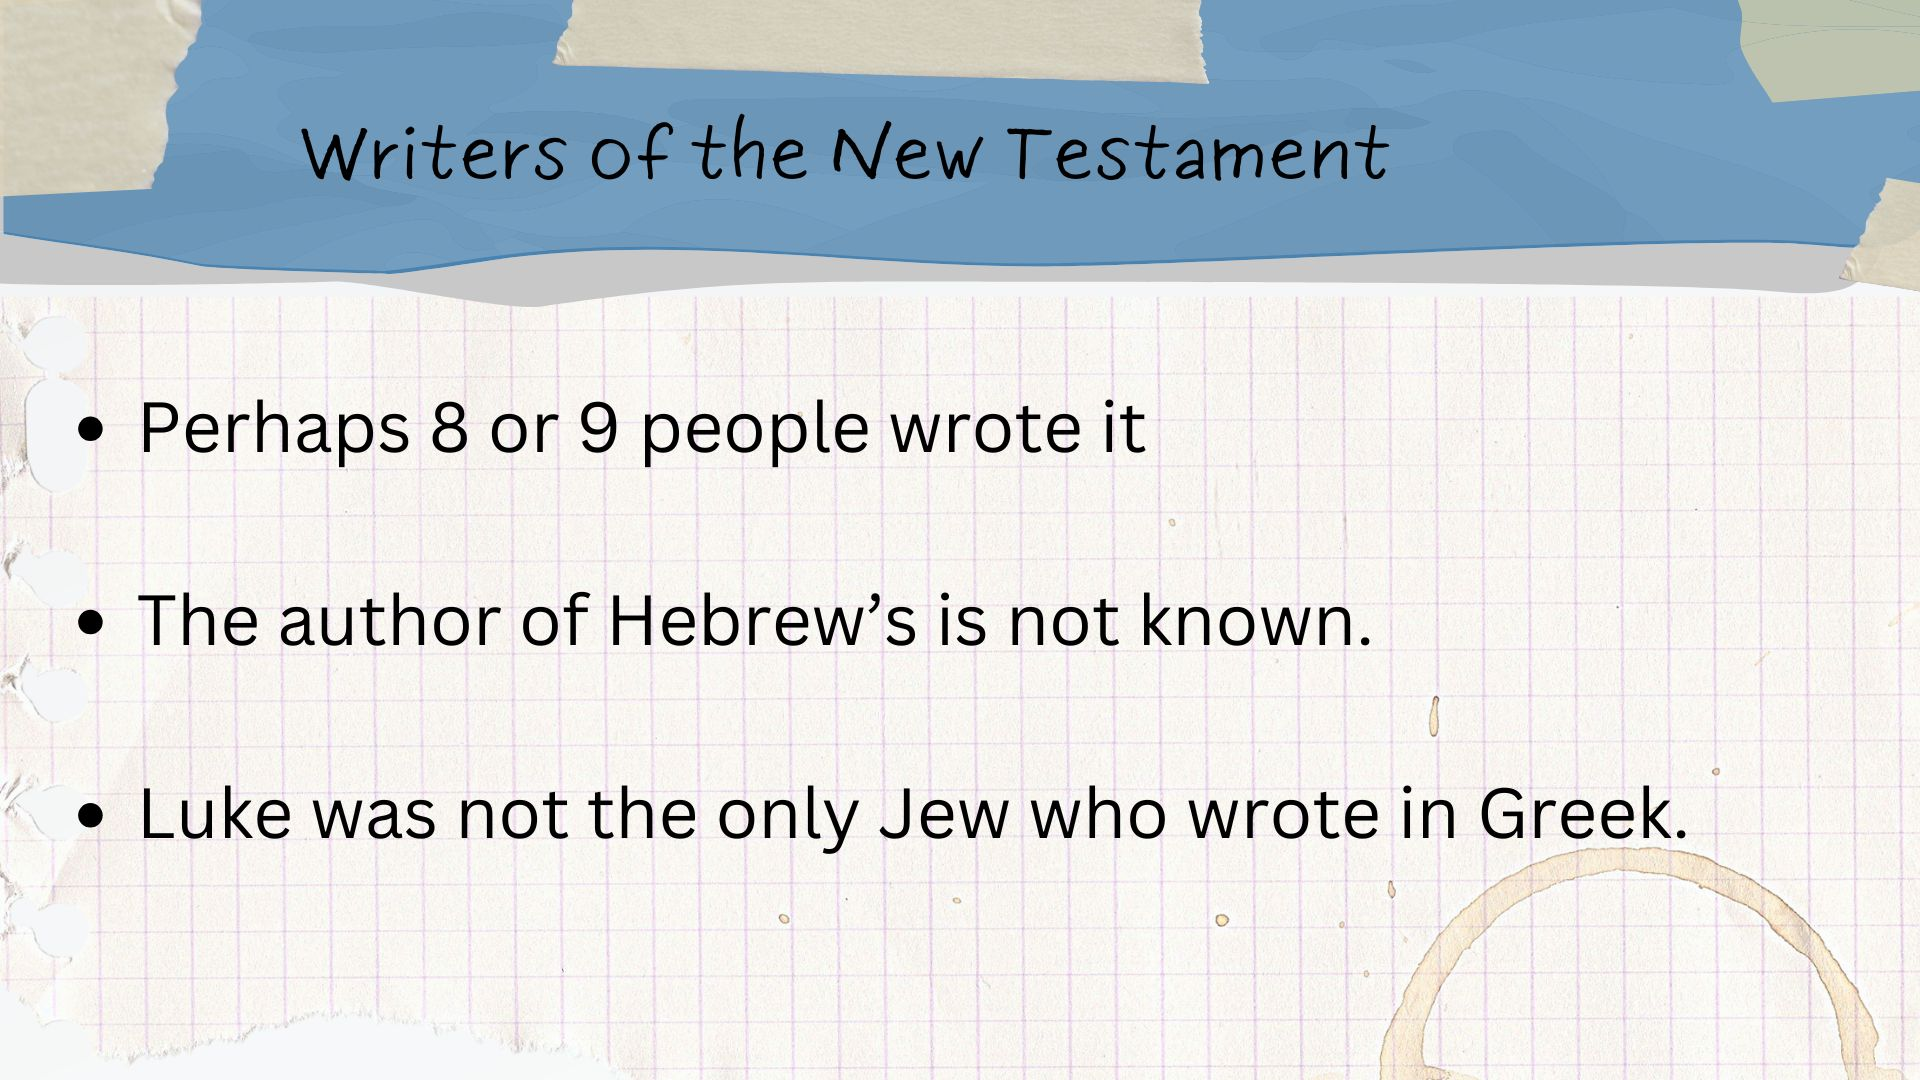 Writers of the New Testament
• Perhaps 8 or 9 people wrote it
• The author of Hebrew’s is not known.
• Luke was not the only Jew who wrote in Greek.